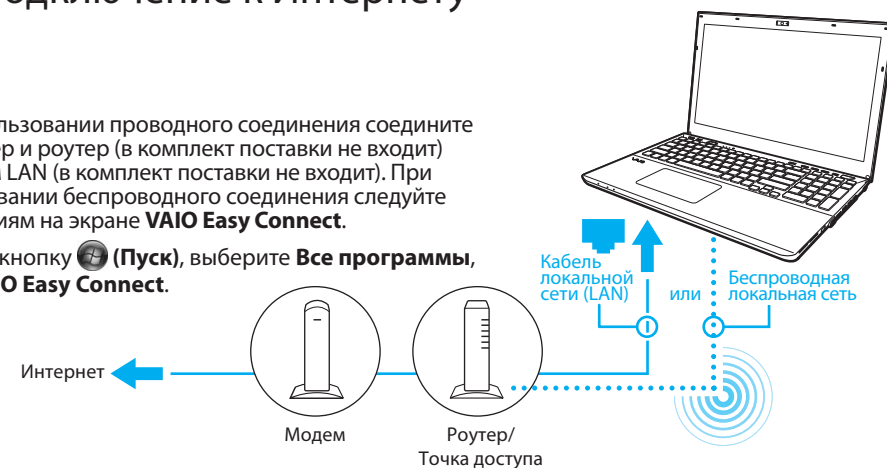 одключение к Интернету
льзовании проводного соединения соедините
ер и роутер (в комплект поставки не входит)
LAN (в комплект поставки не входит). При
вании беспроводного соединения следуйте
иям на экране VAIO Easy Connect.
кнопку (Пуск), выберите Все программы,
O Easy Connect.
Кабель
локальной
сети (LAN)
или
Беспроводная
локальная сеть
Интернет
Модем
Роутер/
Точка доступа
VAIO